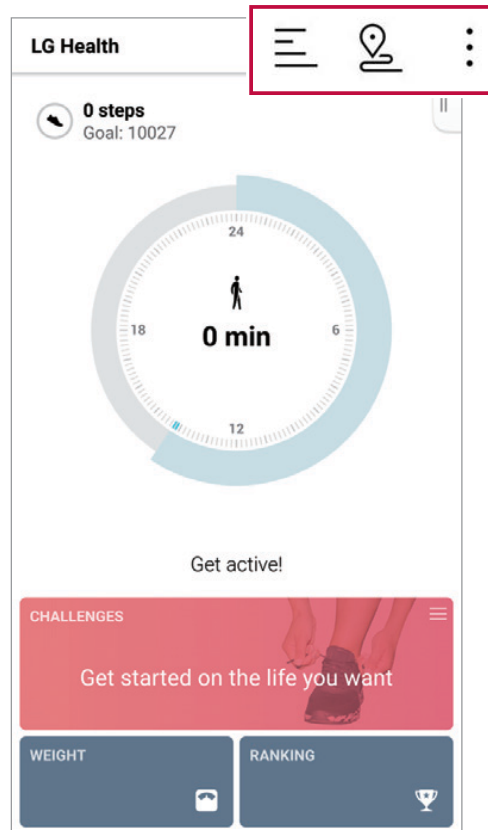 LG Health
0 steps
Goal: 10027
24
18
0 min
6
12
Get active!
CHALLENGES
Get started on the life you want
WEIGHT
RANKING